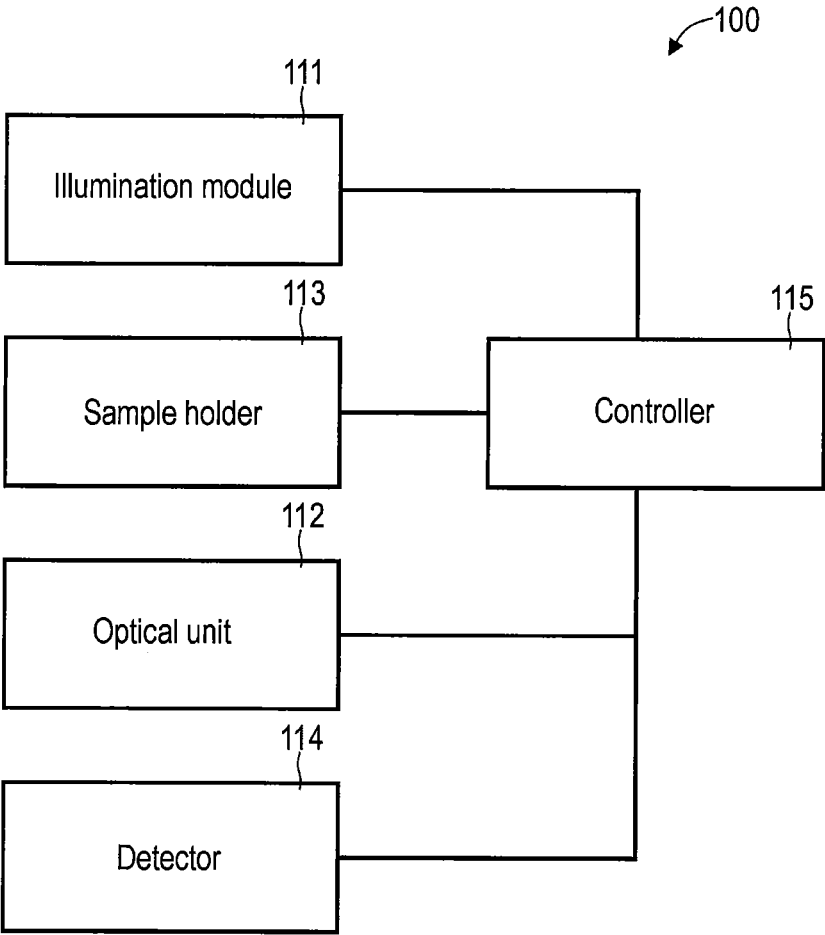 100
111
Illumination module
113
Sample holder
115
Controller
112
Optical unit
114
Detector